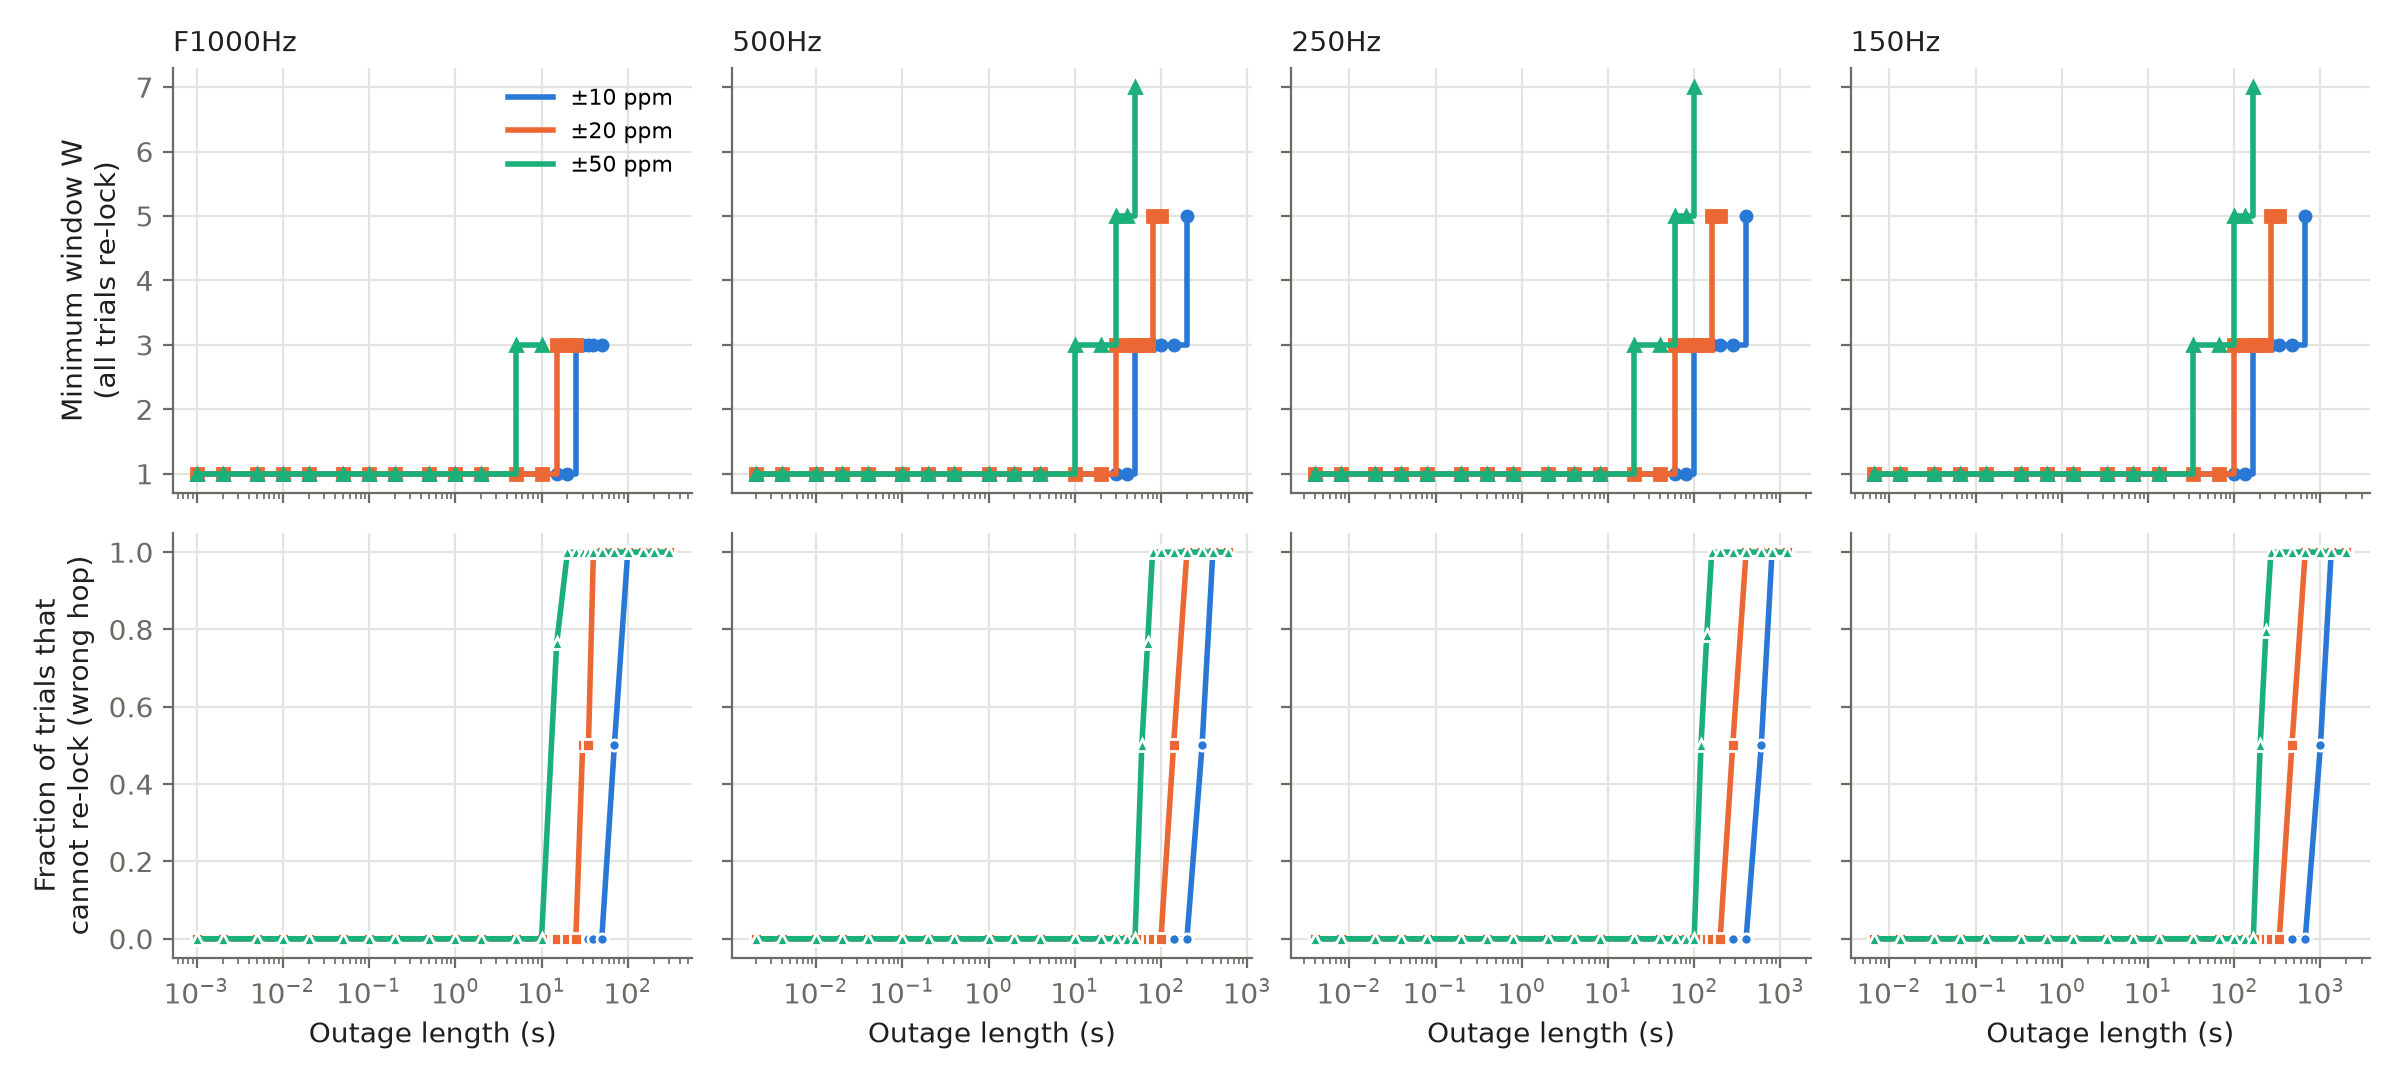 F1000Hz
500Hz
250Hz
150Hz
7
6
5
4
3
2
1
Minimum window W
(all trials re-lock)
±10 ppm
±20 ppm
±50 ppm
1.0
0.8
0.6
0.4
0.2
0.0
Fraction of trials that
cannot re-lock (wrong hop)
10⁻³ 10⁻² 10⁻¹ 10⁰ 10¹ 10²
10⁻² 10⁻¹ 10⁰ 10¹ 10² 10³
10⁻² 10⁻¹ 10⁰ 10¹ 10² 10³
10⁻² 10⁻¹ 10⁰ 10¹ 10² 10³
Outage length (s)
Outage length (s)
Outage length (s)
Outage length (s)